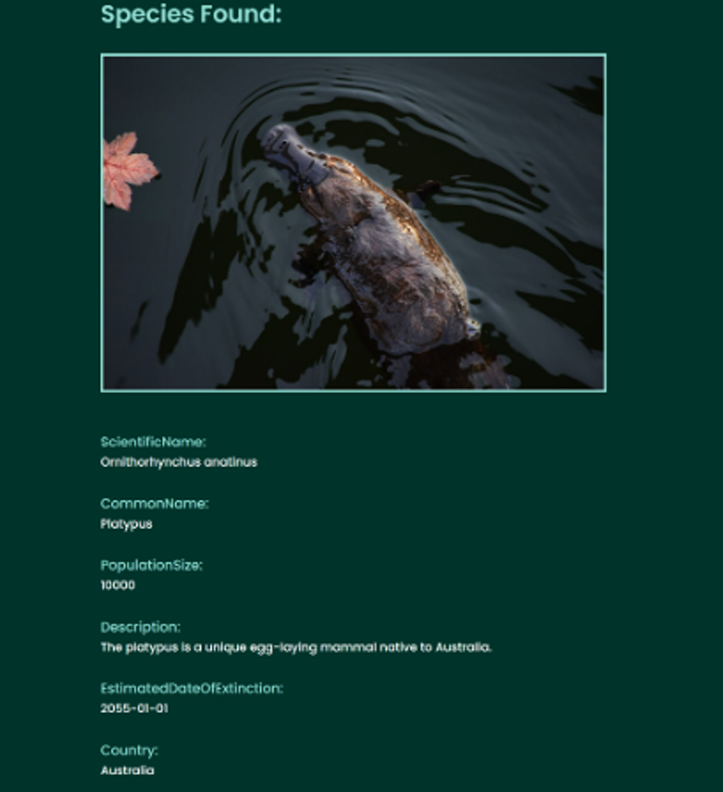 Species Found:
ScientificName:
Ornithorhynchus anatinus
CommonName:
Platypus
PopulationSize:
10000
Description:
The platypus is a unique egg-laying mammal native to Australia.
EstimatedDateOfExtinction:
2055-01-01
Country:
Australia